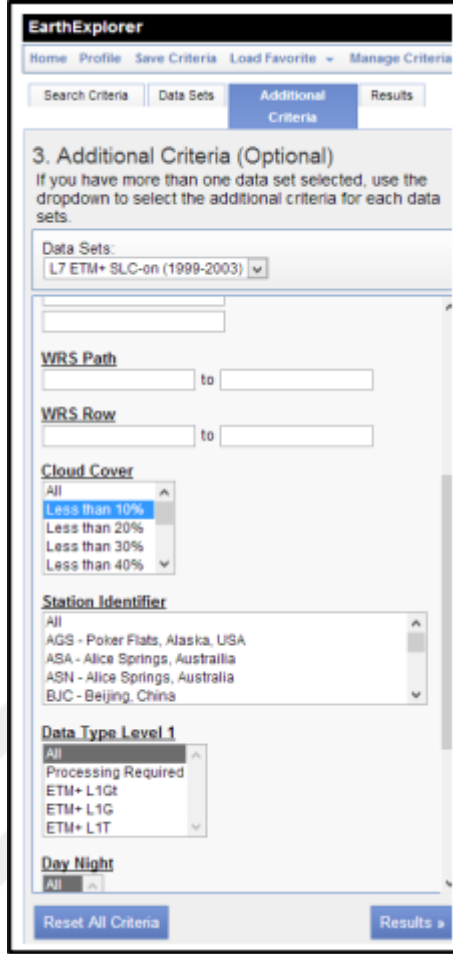 EarthExplorer
Home Profile Save Criteria Load Favorite Manage Criteria
Search Criteria Data Sets Additional Criteria Results
3. Additional Criteria (Optional)
If you have more than one data set selected, use the
dropdown to select the additional criteria for each data
sets.
Data Sets:
L7 ETM+ SLC-on (1999-2003)
WRS Path
to
WRS Row
to
Cloud Cover
All
Less than 10%
Less than 20%
Less than 30%
Less than 40%
Station Identifier
All
AGS - Poker Flats, Alaska, USA
ASA - Alice Springs, Austrailia
ASN - Alice Springs, Australia
BJC - Beijing, China
Data Type Level 1
All
Processing Required
ETM+ L1Gt
ETM+ L1G
ETM+ L1T
Day Night
All
Reset All Criteria Results »